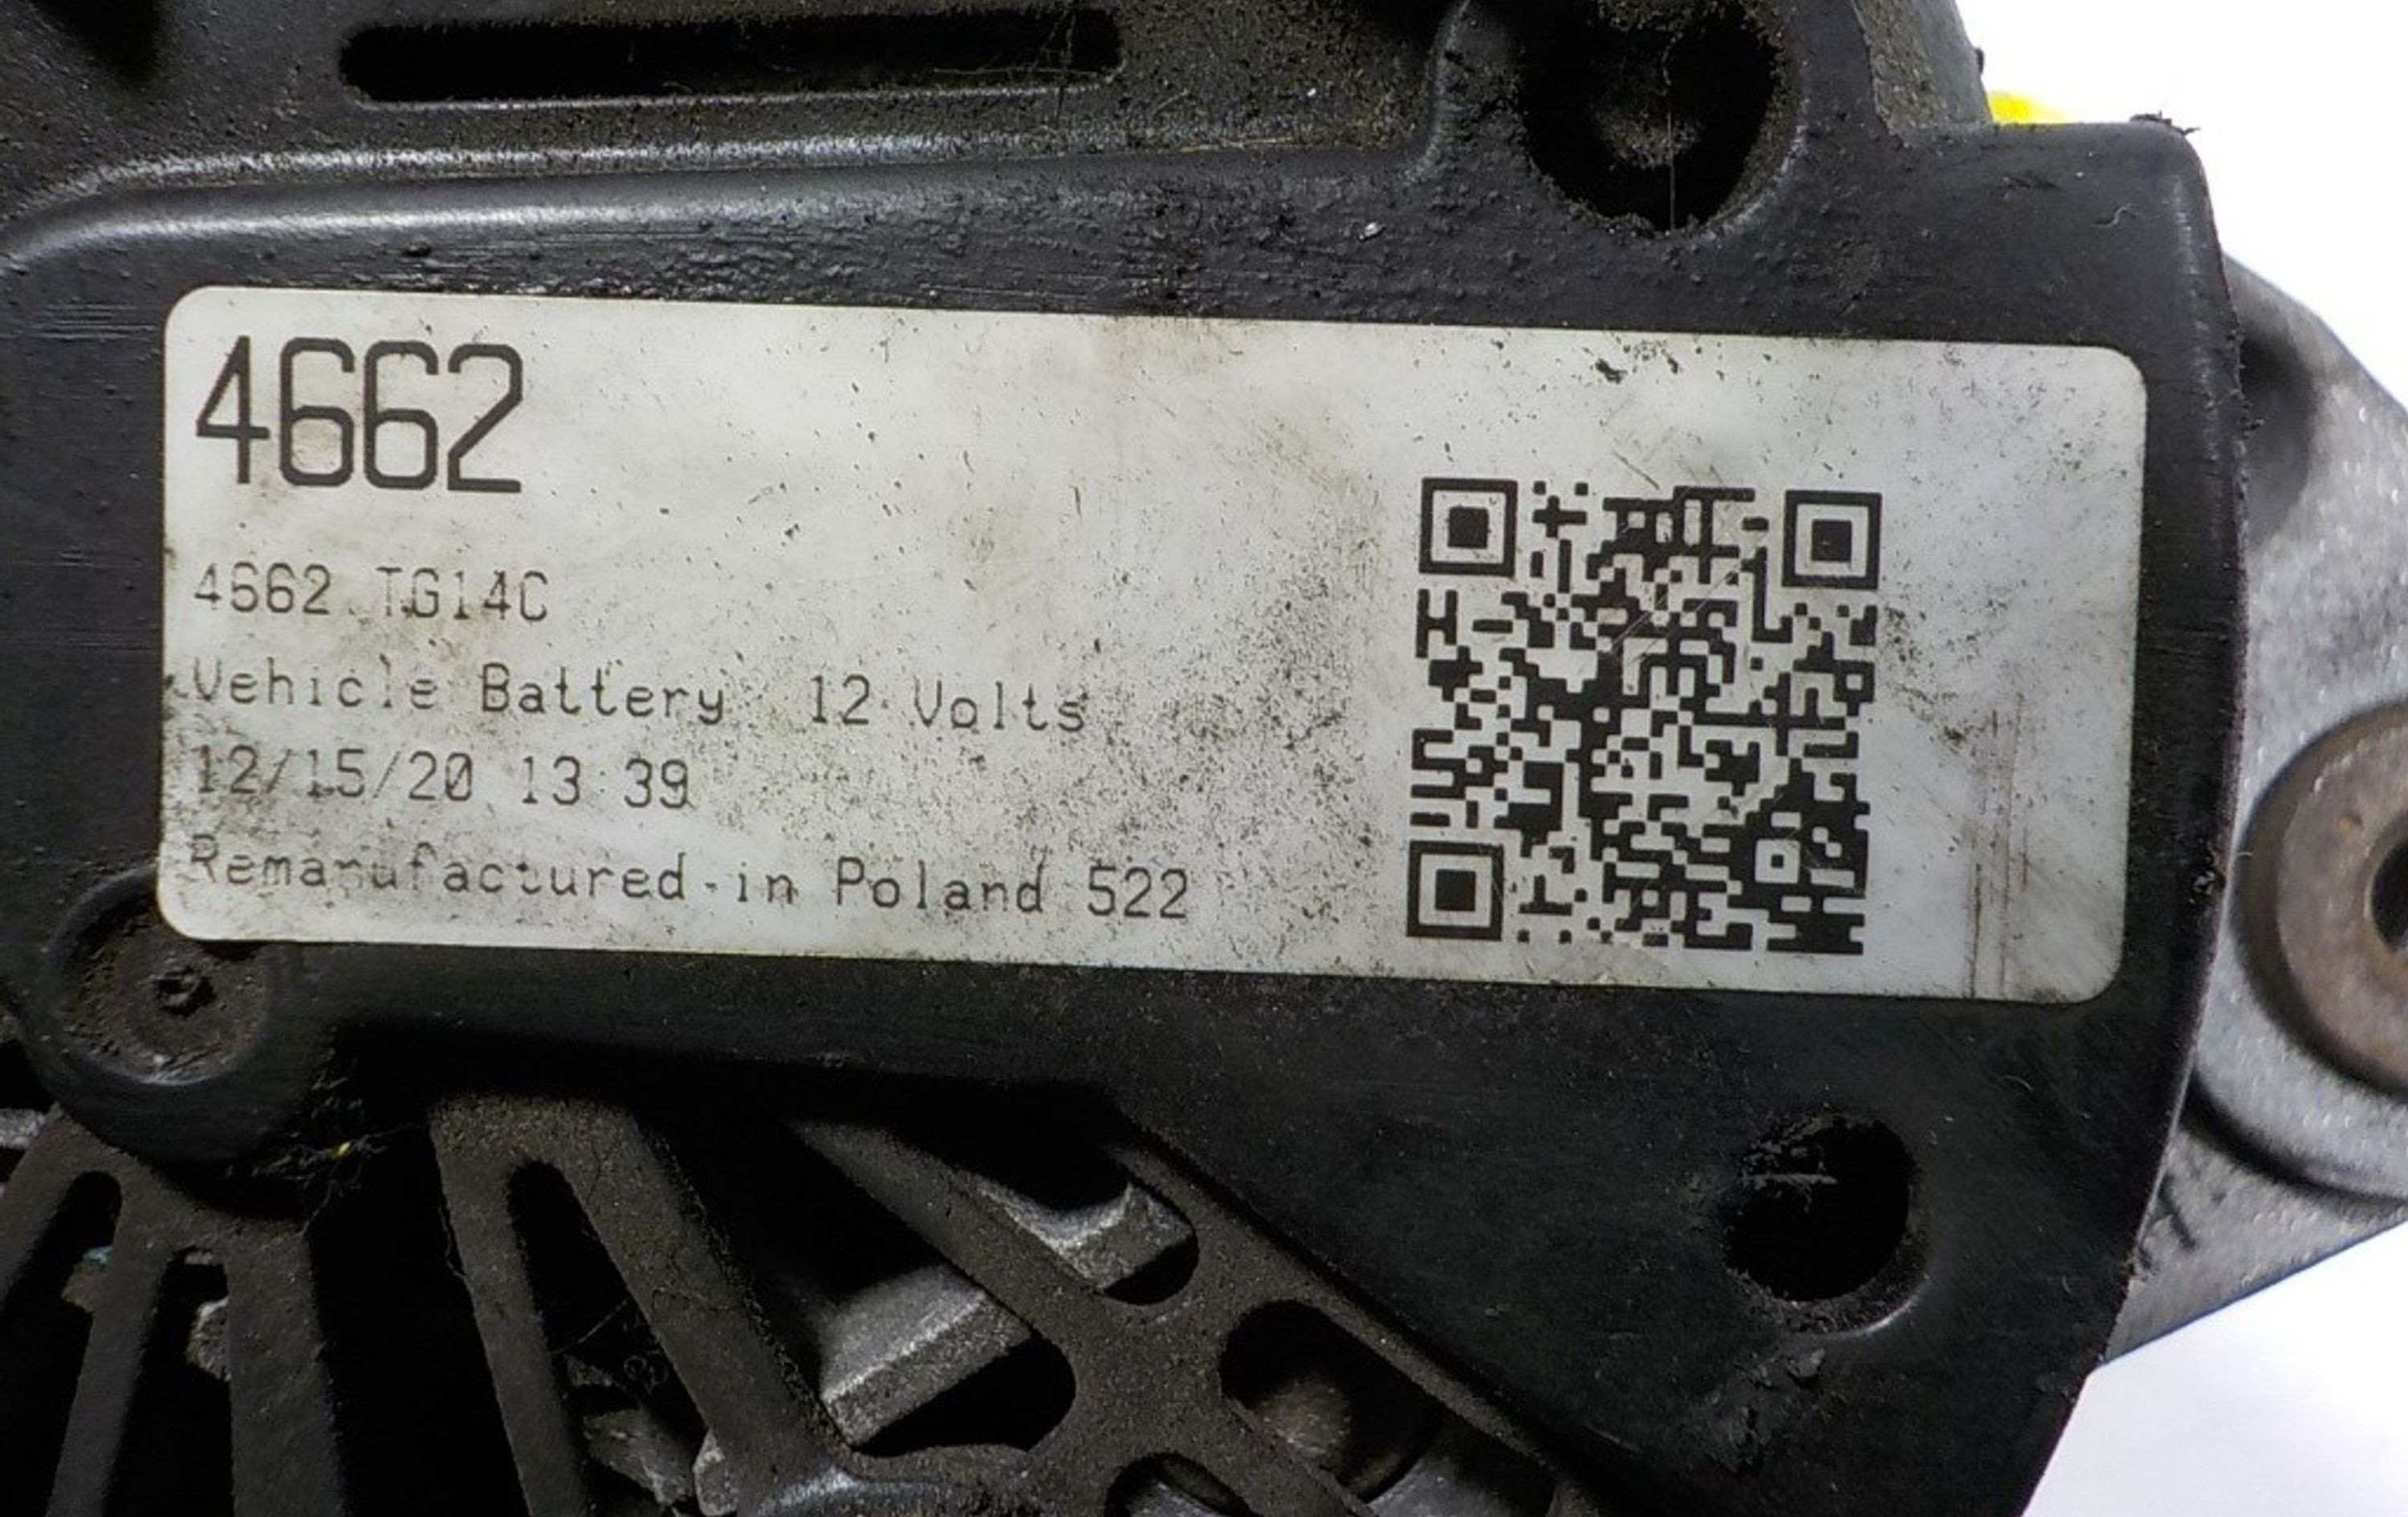 4662
4662 TG14C
Vehicle Battery 12 Volts
12/15/20 13:39
Remanufactured in Poland 522